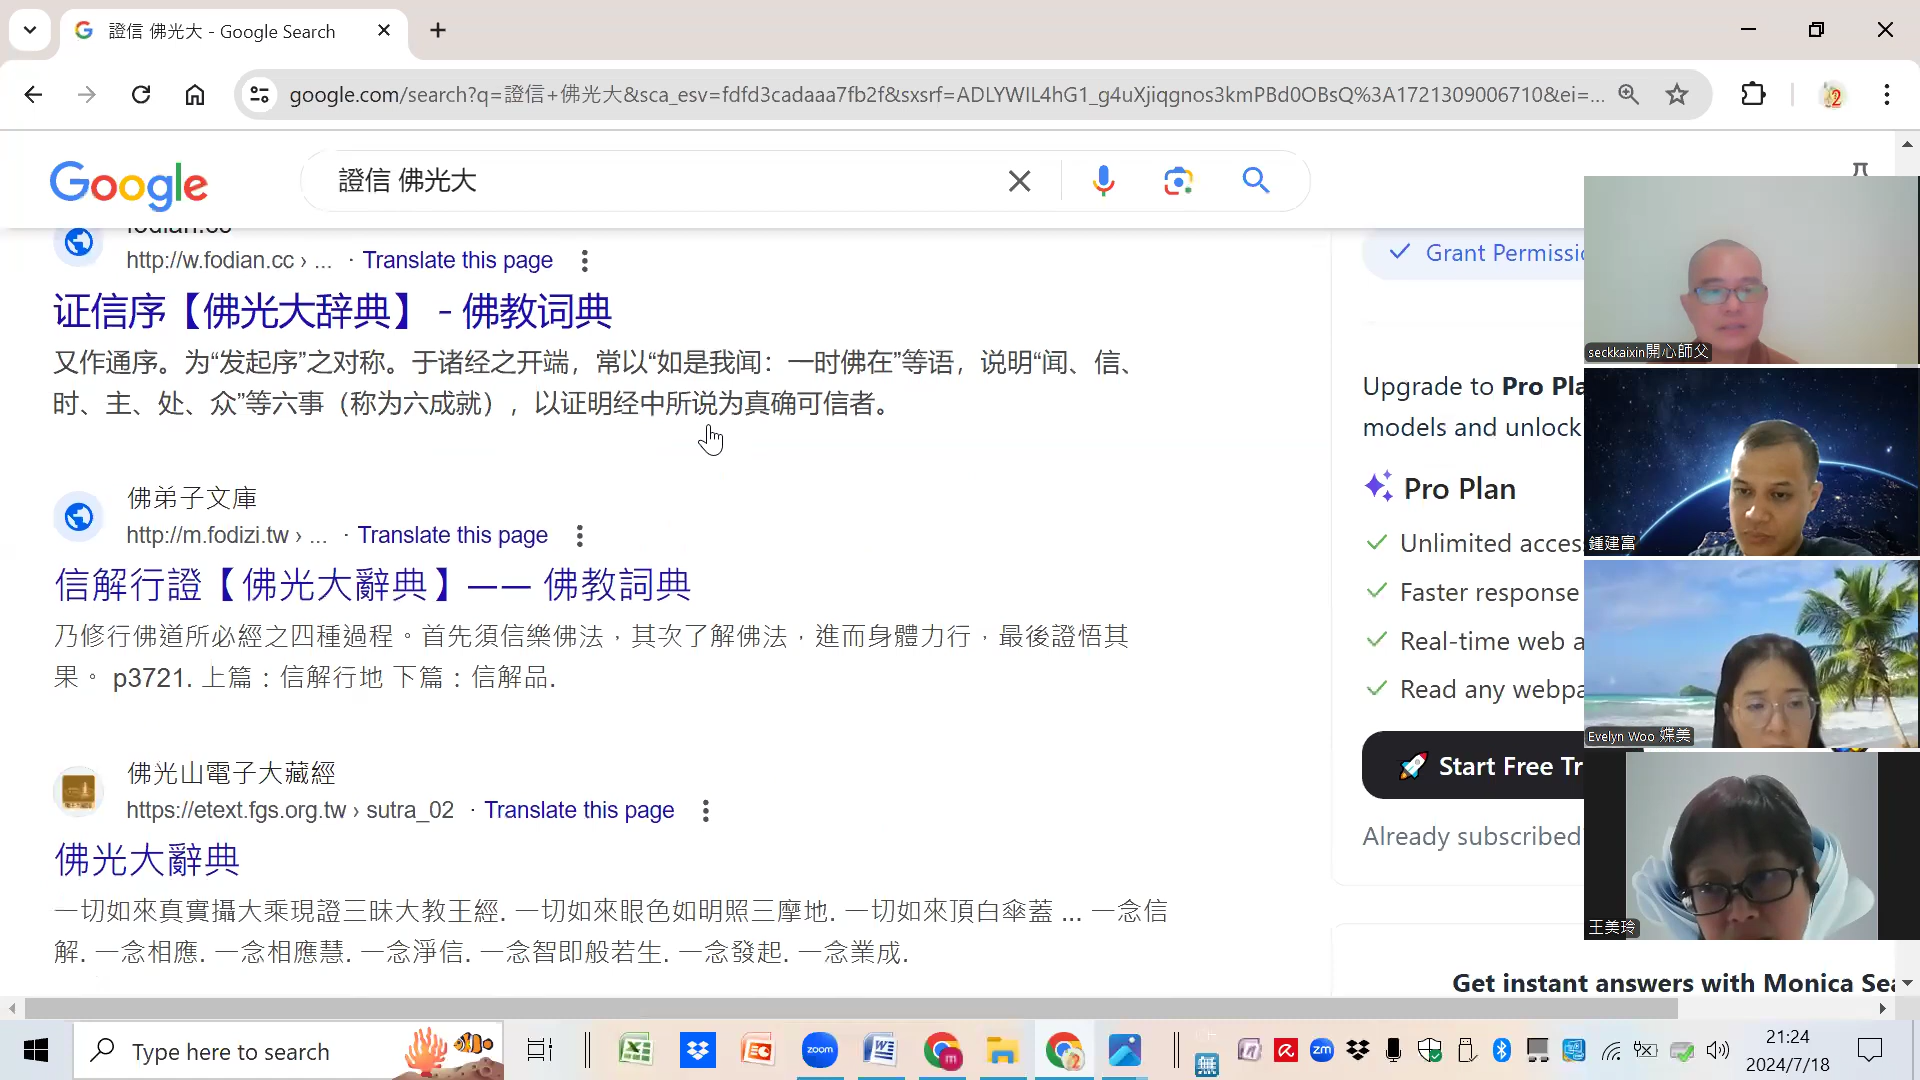 證信 佛光大 - Google Search
google.com/search?q=證信+佛光大&sca_esv=fdfd3cadaaa7fb2f&sxsrf=ADLYWIL4hG1_g4uXjiqgnos3kmPBd0OBsQ%3A1721309006710&ei=...
Google
證信 佛光大
http://w.fodian.cc › ... · Translate this page
证信序【佛光大辞典】 - 佛教词典
又作通序。为“发起序”之对称。于诸经之开端，常以“如是我闻：一时佛在”等语，说明“闻、信、
时、主、处、众”等六事（称为六成就），以证明经中所说为真确可信者。
佛弟子文庫
http://m.fodizi.tw › ... · Translate this page
信解行證【佛光大辭典】—— 佛教詞典
乃修行佛道所必經之四種過程。首先須信樂佛法，其次了解佛法，進而身體力行，最後證悟其
果。 p3721. 上篇：信解行地 下篇：信解品.
佛光山電子大藏經
https://etext.fgs.org.tw › sutra_02 · Translate this page
佛光大辭典
一切如來真實攝大乘現證三昧大教王經. 一切如來眼色如明照三摩地. 一切如來頂白傘蓋 ... 一念信
解. 一念相應. 一念相應慧. 一念淨信. 一念智即般若生. 一念發起. 一念業成.
Grant Permissio
Upgrade to Pro Pla
models and unlock
Pro Plan
Unlimited acces
Faster response
Real-time web a
Read any webpa
Start Free Tr
Already subscribed
Get instant answers with Monica Sea
seckkaixin開心師父
鍾建富
Evelyn Woo 媟美
王美玲
Type here to search
zoom
zm
21:24
2024/7/18